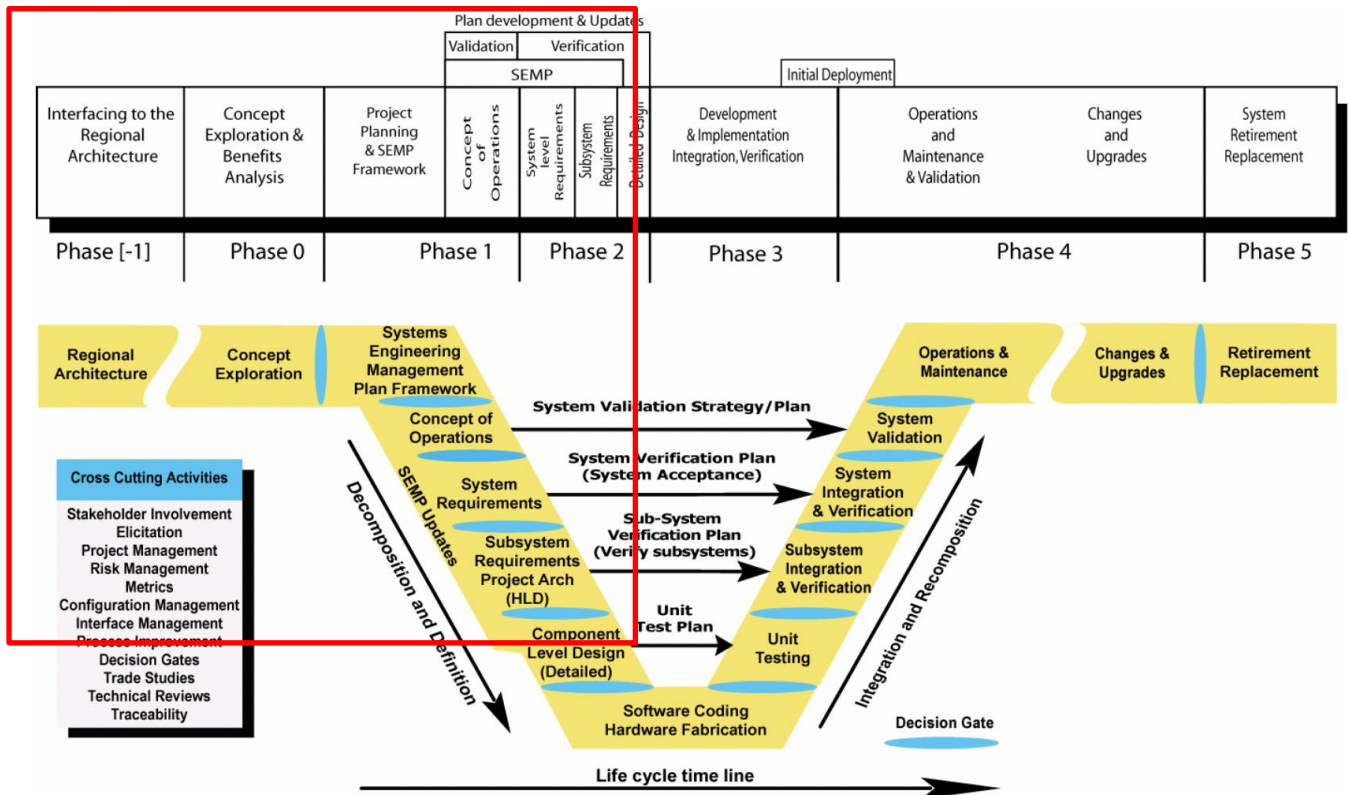 Plan development & Updates
Validation
Verification
SEMP
Initial Deployment
Interfacing to the
Regional
Architecture
Concept
Exploration &
Benefits
Analysis
Project
Planning
& SEMP
Framework
Concept
of
Operations
System
level
Requirements
Subsystem
Requirements
Detailed Design
Development
& Implementation
Integration, Verification
Operations
and
Maintenance
& Validation
Changes
and
Upgrades
System
Retirement
Replacement
Phase [-1]
Phase 0
Phase 1
Phase 2
Phase 3
Phase 4
Phase 5
Regional
Architecture
Concept
Exploration
Systems
Engineering
Management
Plan Framework
Concept of
Operations
System
Requirements
Subsystem
Requirements
Project Arch
(HLD)
Component
Level Design
(Detailed)
Software Coding
Hardware Fabrication
Unit
Testing
Subsystem
Integration
& Verification
System
Integration
& Verification
System
Validation
Operations &
Maintenance
Changes &
Upgrades
Retirement
Replacement
System Validation Strategy/Plan
System Verification Plan
(System Acceptance)
Sub-System
Verification Plan
(Verify subsystems)
Unit
Test Plan
SEMP Updates
Decomposition and Definition
Integration and Recomposition
Cross Cutting Activities
Stakeholder Involvement
Elicitation
Project Management
Risk Management
Metrics
Configuration Management
Interface Management
Process Improvement
Decision Gates
Trade Studies
Technical Reviews
Traceability
Decision Gate
Life cycle time line